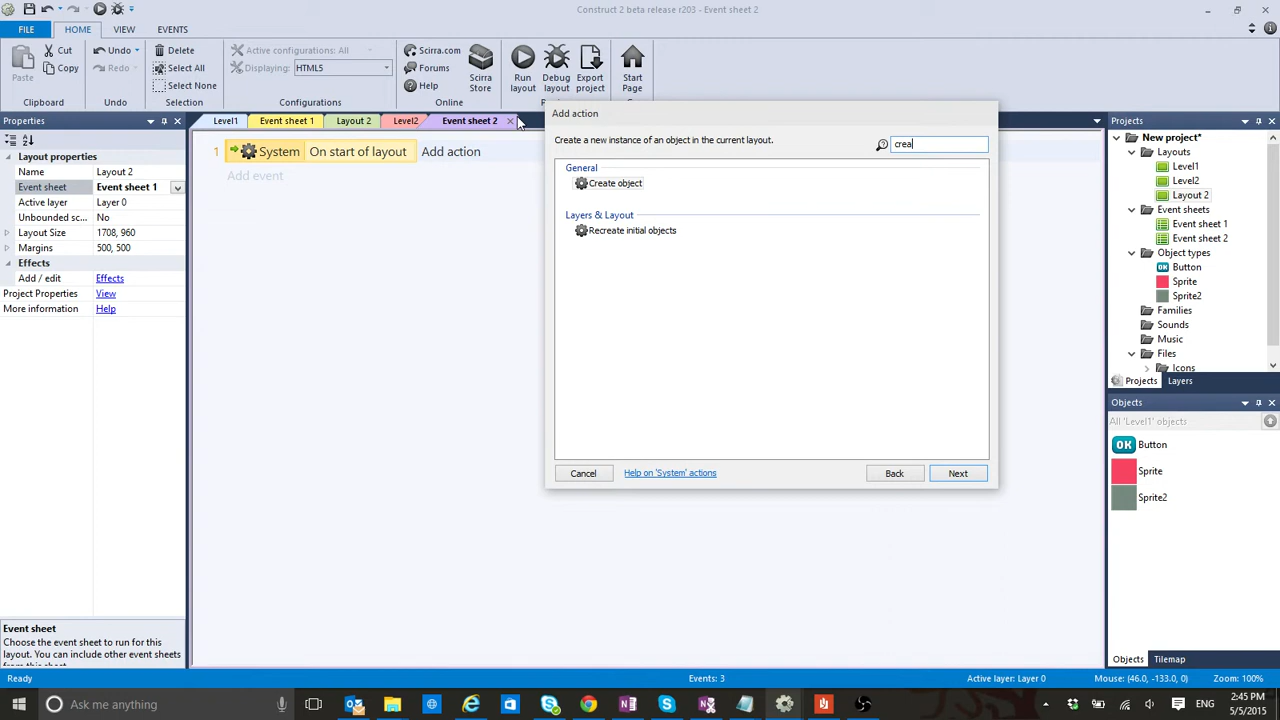 Construct 2 beta release r203 - Event sheet 2
FILE HOME VIEW EVENTS
Paste Cut Copy Clipboard
Undo Redo Undo
Delete Select All Select None Selection
Active configurations: All
Displaying: HTML5
Configurations
Scirra.com Forums Help Scirra Store Online
Run layout Debug layout Export project
Start Page
Properties
Layout properties
Name Layout 2
Event sheet Event sheet 1
Active layer Layer 0
Unbounded sc... No
Layout Size 1708, 960
Margins 500, 500
Effects
Add / edit Effects
Project Properties View
More information Help
Event sheet
Choose the event sheet to run for this
layout. You can include other event sheets
Level1 Event sheet 1 Layout 2 Level2 Event sheet 2
1 System On start of layout Add action
Add event
Add action
Create a new instance of an object in the current layout.
crea
General
Create object
Layers & Layout
Recreate initial objects
Cancel Help on 'System' actions Back Next
Projects
New project*
Layouts
Level1
Level2
Layout 2
Event sheets
Event sheet 1
Event sheet 2
Object types
OK Button
Sprite
Sprite2
Families
Sounds
Music
Files
Icons
Projects Layers
Objects
All 'Level1' objects
OK Button
Sprite
Sprite2
Objects Tilemap
Ready Events: 3 Active layer: Layer 0 Mouse: (46.0, -133.0, 0) Zoom: 100%
Ask me anything
ENG
2:45 PM
5/5/2015